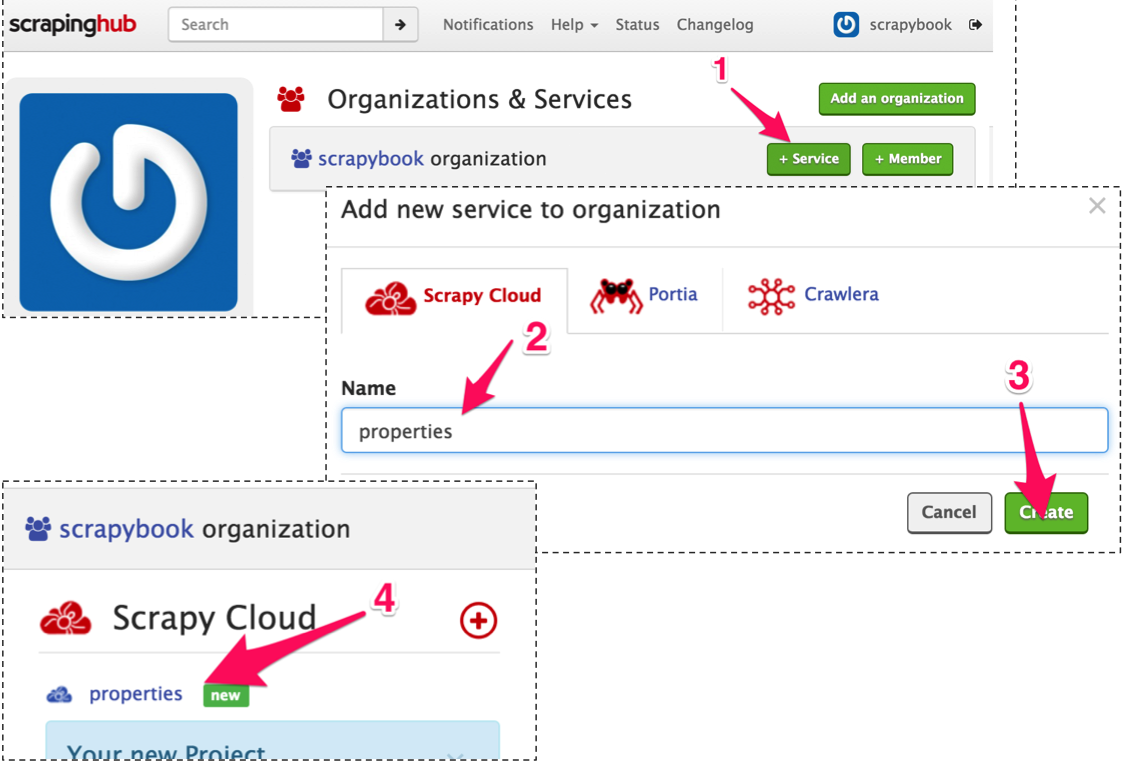 scrapinghub Search Notifications Help Status Changelog scrapybook
1
Organizations & Services Add an organization
scrapybook organization + Service + Member
Add new service to organization
Scrapy Cloud Portia Crawlera
2
3
Name
properties
Cancel Create
scrapybook organization
4
Scrapy Cloud
properties new
Your new Project